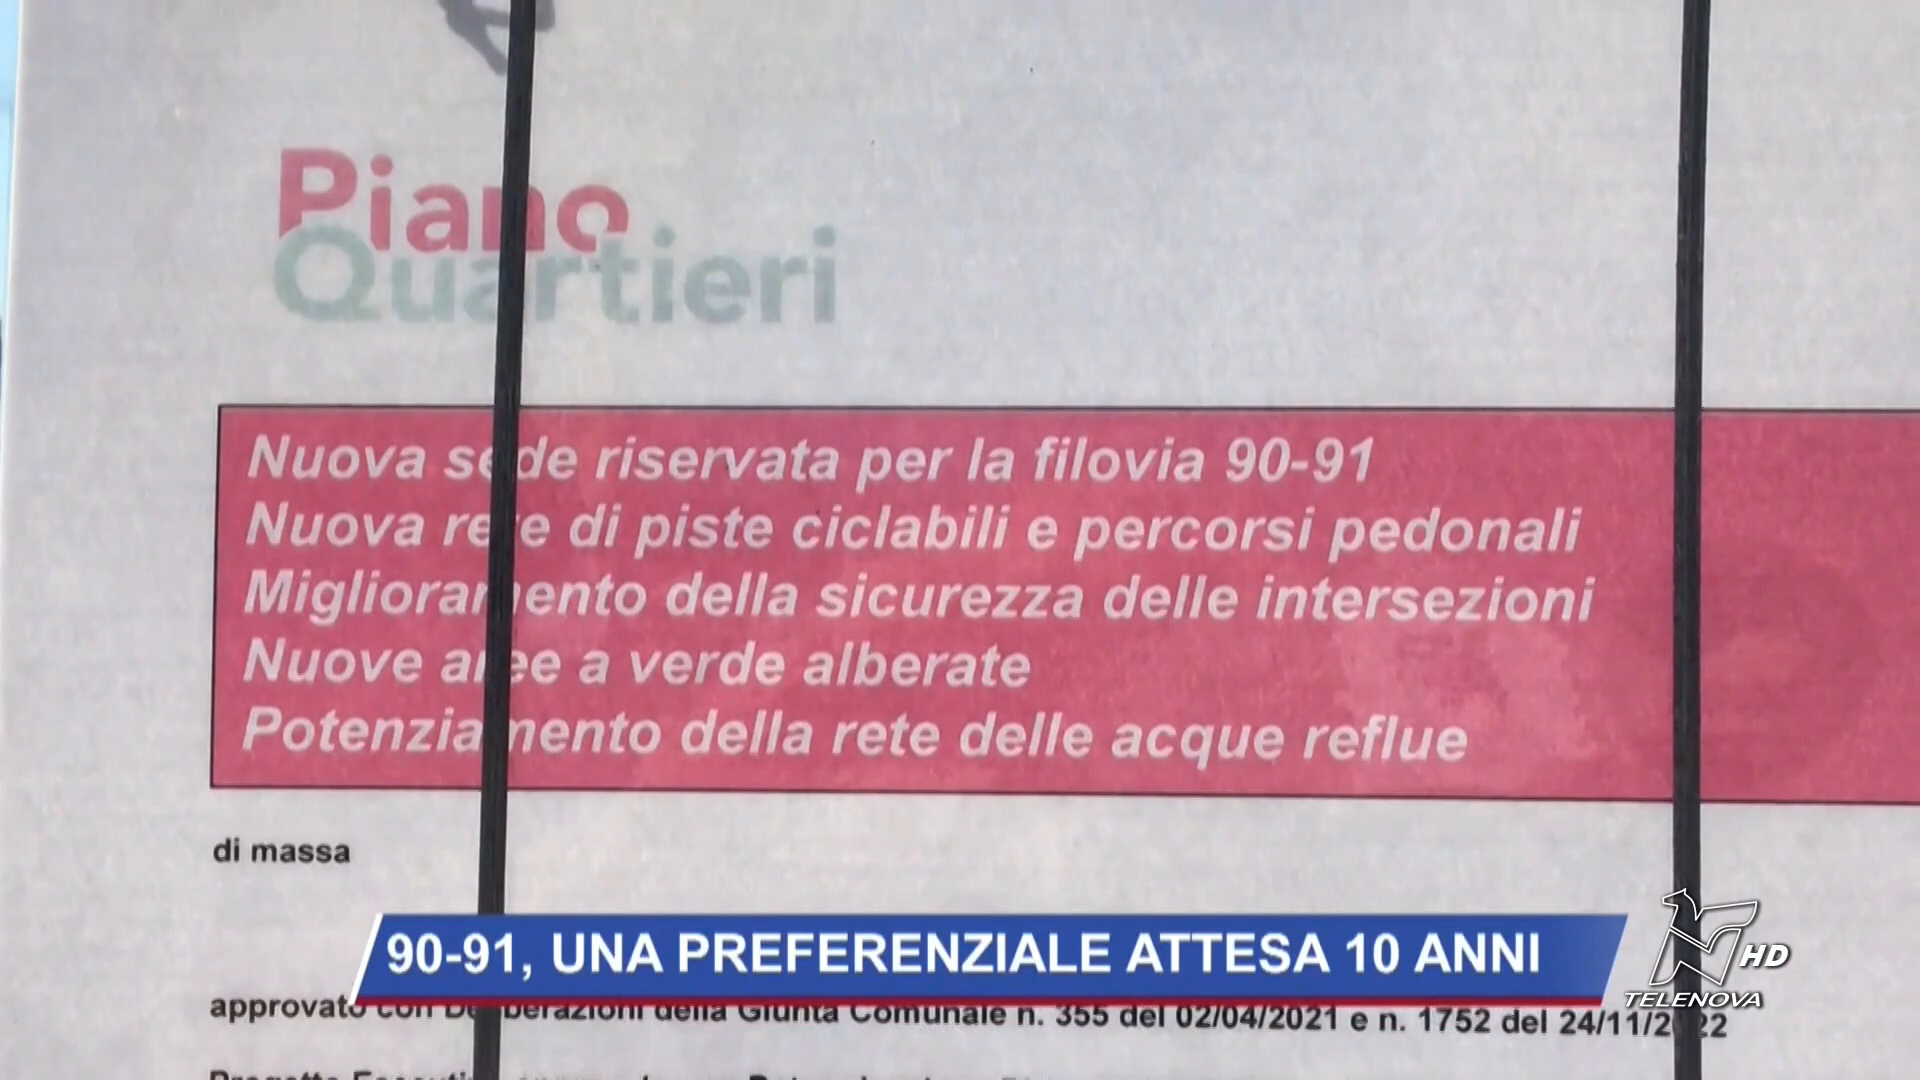 Piano
Quartieri
Nuova sede riservata per la filovia 90-91
Nuova rete di piste ciclabili e percorsi pedonali
Miglioramento della sicurezza delle intersezioni
Nuove aree a verde alberate
Potenziamento della rete delle acque reflue
di massa
90-91, UNA PREFERENZIALE ATTESA 10 ANNI
HD
TELENOVA
approvato con Deliberazioni della Giunta Comunale n. 355 del 02/04/2021 e n. 1752 del 24/11/2022